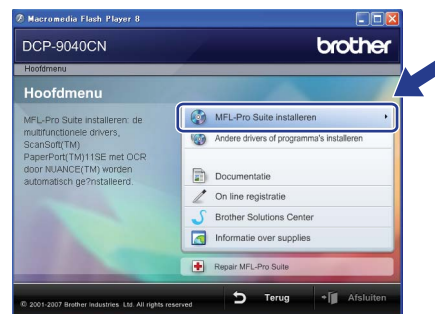 Macromedia Flash Player 8
DCP-9040CN
brother
Hoofdmenu
Hoofdmenu
MFL-Pro Suite installeren: de
multifunctionele drivers,
ScanSoft(TM)
PaperPort(TM)11SE met OCR
door NUANCE(TM) worden
automatisch ge?nstalleerd.
MFL-Pro Suite installeren
Andere drivers of programma's installeren
Documentatie
On line registratie
Brother Solutions Center
Informatie over supplies
Repair MFL-Pro Suite
© 2001-2007 Brother Industries Ltd. All rights reserved
Terug
Afsluiten